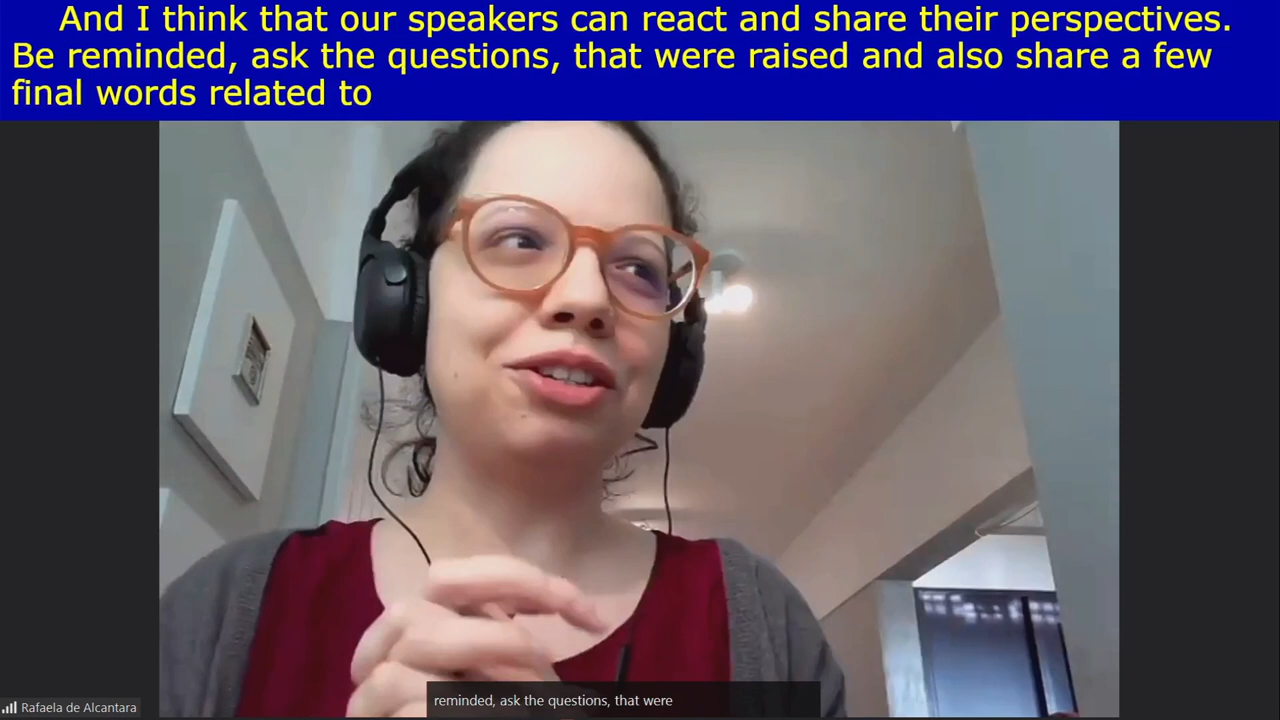 And I think that our speakers can react and share their perspectives.
Be reminded, ask the questions, that were raised and also share a few
final words related to
Rafaela de Alcantara
reminded, ask the questions, that were